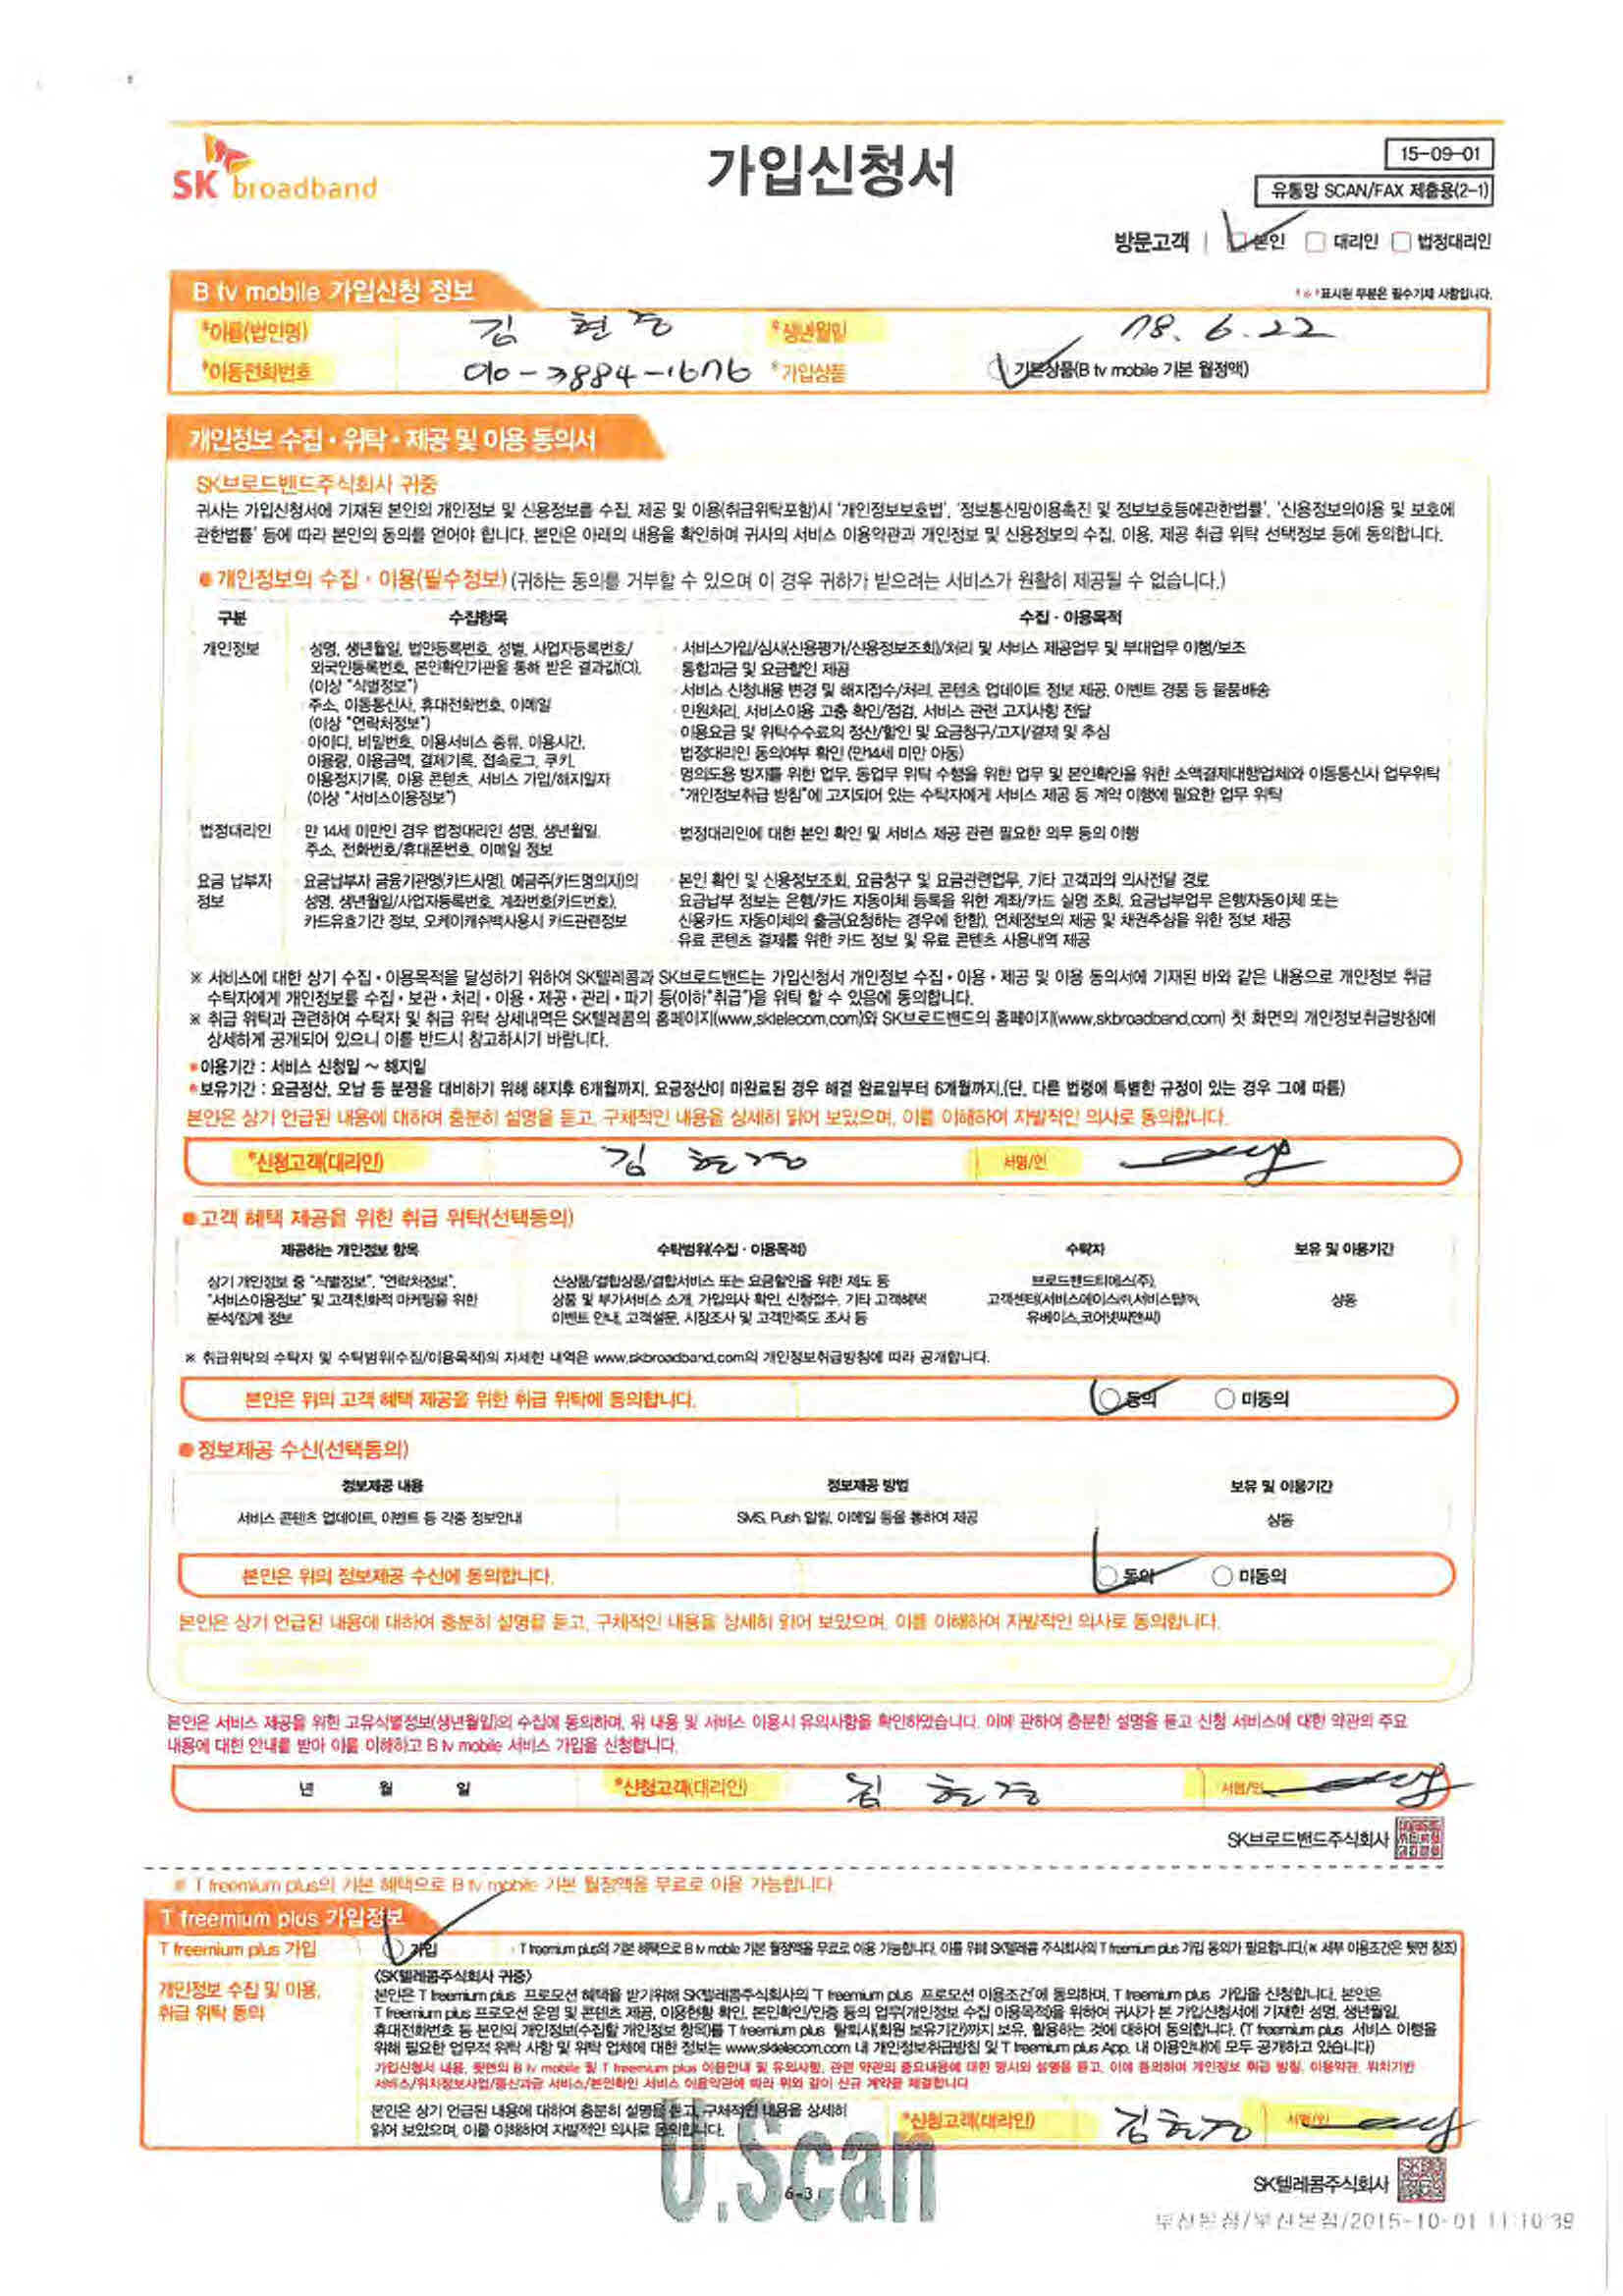 SK broadband
가입신청서
15-09-01
유통망 SCAN/FAX 제출용(2-1)
방문고객 | 본인 대리인 법정대리인
B tv mobile 가입신청 정보
"※"표시된 부분은 필수기재 사항입니다.
*이름(법인명) 김 현 중 *생년월일 78. 6. 22
*이동전화번호 010-3884-1676 *가입상품 기본상품(B tv mobile 기본 월정액)
개인정보 수집·위탁·제공 및 이용 동의서
SK브로드밴드주식회사 귀중
귀사는 가입신청서에 기재된 본인의 개인정보 및 신용정보를 수집, 제공 및 이용(취급위탁포함)시 '개인정보보호법', '정보통신망이용촉진 및 정보보호등에관한법률', '신용정보의이용 및 보호에
관한법률' 등에 따라 본인의 동의를 얻어야 합니다. 본인은 아래의 내용을 확인하며 귀사의 서비스 이용약관과 개인정보 및 신용정보의 수집, 이용, 제공 취급 위탁 선택정보 등에 동의합니다.
● 개인정보의 수집·이용(필수정보) (귀하는 동의를 거부할 수 있으며 이 경우 귀하가 받으려는 서비스가 원활히 제공될 수 없습니다.)
구분 수집항목 수집·이용목적
개인정보
성명, 생년월일, 법인등록번호, 성별, 사업자등록번호/
외국인등록번호, 본인확인기관을 통해 받은 결과값(CI),
(이상 "식별정보")
주소, 이동통신사, 휴대전화번호, 이메일
(이상 "연락처정보")
아이디, 비밀번호, 이용서비스 종류, 이용시간,
이용량, 이용금액, 결제기록, 접속로그, 쿠키,
이용정지기록, 이용 콘텐츠, 서비스 가입/해지일자
(이상 "서비스이용정보")
· 서비스가입/심사(신용평가/신용정보조회)/처리 및 서비스 제공업무 및 부대업무 이행/보조
· 통합과금 및 요금할인 제공
· 서비스 신청내용 변경 및 해지접수/처리, 콘텐츠 업데이트 정보 제공, 이벤트 경품 등 물품배송
· 민원처리, 서비스이용 고충 확인/점검, 서비스 관련 고지사항 전달
· 이용요금 및 위탁수수료의 정산/할인 및 요금청구/고지/결제 및 추심
· 법정대리인 동의여부 확인 (만14세 미만 아동)
· 명의도용 방지를 위한 업무, 동업무 위탁 수행을 위한 업무 및 본인확인을 위한 소액결제대행업체와 이동통신사 업무위탁
· "개인정보취급 방침"에 고지되어 있는 수탁자에게 서비스 제공 등 계약 이행에 필요한 업무 위탁
법정대리인
만 14세 미만인 경우 법정대리인 성명, 생년월일,
주소, 전화번호/휴대폰번호, 이메일 정보
· 법정대리인에 대한 본인 확인 및 서비스 제공 관련 필요한 의무 등의 이행
요금 납부자
정보
요금납부자 금융기관명(카드사명), 예금주(카드명의자)의
성명, 생년월일/사업자등록번호, 계좌번호(카드번호),
카드유효기간 정보, 오케이캐쉬백사용시 카드관련정보
· 본인 확인 및 신용정보조회, 요금청구 및 요금관련업무, 기타 고객과의 의사전달 경로
· 요금납부 정보는 은행/카드 자동이체 등록을 위한 계좌/카드 실명 조회, 요금납부업무 은행자동이체 또는
신용카드 자동이체의 출금(요청하는 경우에 한함), 연체정보의 제공 및 채권추심을 위한 정보 제공
· 유료 콘텐츠 결제를 위한 카드 정보 및 유료 콘텐츠 사용내역 제공
※ 서비스에 대한 상기 수집·이용목적을 달성하기 위하여 SK텔레콤과 SK브로드밴드는 가입신청서 개인정보 수집·이용·제공 및 이용 동의서에 기재된 바와 같은 내용으로 개인정보 취급
수탁자에게 개인정보를 수집·보관·처리·이용·제공·관리·파기 등(이하"취급")을 위탁 할 수 있음에 동의합니다.
※ 취급 위탁과 관련하여 수탁자 및 취급 위탁 상세내역은 SK텔레콤의 홈페이지(www.sktelecom.com)와 SK브로드밴드의 홈페이지(www.skbroadband.com) 첫 화면의 개인정보취급방침에
상세하게 공개되어 있으니 이를 반드시 참고하시기 바랍니다.
● 이용기간 : 서비스 신청일 ~ 해지일
● 보유기간 : 요금정산, 오납 등 분쟁을 대비하기 위해 해지후 6개월까지, 요금정산이 미완료된 경우 해결 완료일부터 6개월까지.(단, 다른 법령에 특별한 규정이 있는 경우 그에 따름)
본인은 상기 언급된 내용에 대하여 충분히 설명을 듣고, 구체적인 내용을 상세히 읽어 보았으며, 이를 이해하여 자발적인 의사로 동의합니다.
*신청고객(대리인) 김 현 중 서명/인
● 고객 혜택 제공을 위한 취급 위탁(선택동의)
제공하는 개인정보 항목 수탁범위(수집·이용목적) 수탁자 보유 및 이용기간
상기 개인정보 중 "식별정보", "연락처정보",
"서비스이용정보" 및 고객친화적 마케팅을 위한
분석/집계 정보
신상품/결합상품/결합서비스 또는 요금할인을 위한 제도 등
상품 및 부가서비스 소개, 가입의사 확인, 신청접수, 기타 고객혜택
이벤트 안내, 고객설문, 시장조사 및 고객만족도 조사 등
브로드밴드티에스(주),
고객센터(서비스에이스㈜,서비스탑㈜,
유베이스,코어넷,씨앤씨)
상동
※ 취급위탁의 수탁자 및 수탁범위(수집/이용목적)의 자세한 내역은 www.skbroadband.com의 개인정보취급방침에 따라 공개합니다.
본인은 위의 고객 혜택 제공을 위한 취급 위탁에 동의합니다. 동의 미동의
● 정보제공 수신(선택동의)
정보제공 내용 정보제공 방법 보유 및 이용기간
서비스 콘텐츠 업데이트, 이벤트 등 각종 정보안내 SMS, Push 알림, 이메일 등을 통하여 제공 상동
본인은 위의 정보제공 수신에 동의합니다. 동의 미동의
본인은 상기 언급된 내용에 대하여 충분히 설명을 듣고, 구체적인 내용을 상세히 읽어 보았으며, 이를 이해하여 자발적인 의사로 동의합니다.
본인은 서비스 제공을 위한 고유식별정보(생년월일)의 수집에 동의하며, 위 내용 및 서비스 이용시 유의사항을 확인하였습니다. 이에 관하여 충분한 설명을 듣고 신청 서비스에 대한 약관의 주요
내용에 대한 안내를 받아 이를 이해하고 B tv mobile 서비스 가입을 신청합니다.
년 월 일 *신청고객(대리인) 김 현 중 서명/인
SK브로드밴드주식회사
※ T freemium plus의 기본 혜택으로 B tv mobile 기본 월정액을 무료로 이용 가능합니다.
T freemium plus 가입정보
T freemium plus 가입 가입 · T freemium plus의 기본 혜택으로 B tv mobile 기본 월정액을 무료로 이용 가능합니다. 이를 위해 SK텔레콤 주식회사의 T freemium plus 가입 동의가 필요합니다.(※ 세부 이용조건은 뒷면 참조)
개인정보 수집 및 이용,
취급 위탁 동의
〈SK텔레콤주식회사 귀중〉
본인은 T freemium plus 프로모션 혜택을 받기위해 SK텔레콤주식회사의 'T freemium plus 프로모션 이용조건'에 동의하며, T freemium plus 가입을 신청합니다. 본인은
T freemium plus 프로모션 운영 및 콘텐츠 제공, 이용현황 확인, 본인확인/인증 등의 업무(개인정보 수집 이용목적)을 위하여 귀사가 본 가입신청서에 기재한 성명, 생년월일,
휴대전화번호 등 본인의 개인정보(수집할 개인정보 항목)를 T freemium plus 탈퇴시(회원 보유기간)까지 보유, 활용하는 것에 대하여 동의합니다. (T freemium plus 서비스 이행을
위해 필요한 업무적 위탁 사항 및 위탁 업체에 대한 정보는 www.sktelecom.com 내 개인정보취급방침 및 T freemium plus App. 내 이용안내에 모두 공개하고 있습니다)
가입신청서 내용, 뒷면의 B tv mobile 및 T freemium plus 이용안내 및 유의사항, 관련 약관의 중요내용에 대한 명시와 설명을 듣고, 이에 동의하여 개인정보 취급 방침, 이용약관, 위치기반
서비스/위치정보사업/통신과금 서비스/본인확인 서비스 이용약관에 따라 위와 같이 신규 계약을 체결합니다
본인은 상기 언급된 내용에 대하여 충분히 설명을 듣고, 구체적인 내용을 상세히
읽어 보았으며, 이를 이해하여 자발적인 의사로 동의합니다.
*신청고객(대리인) 김현중 서명/인
U.Scan
6-3
SK텔레콤주식회사
부산본점/2015-10-01 11:10:39